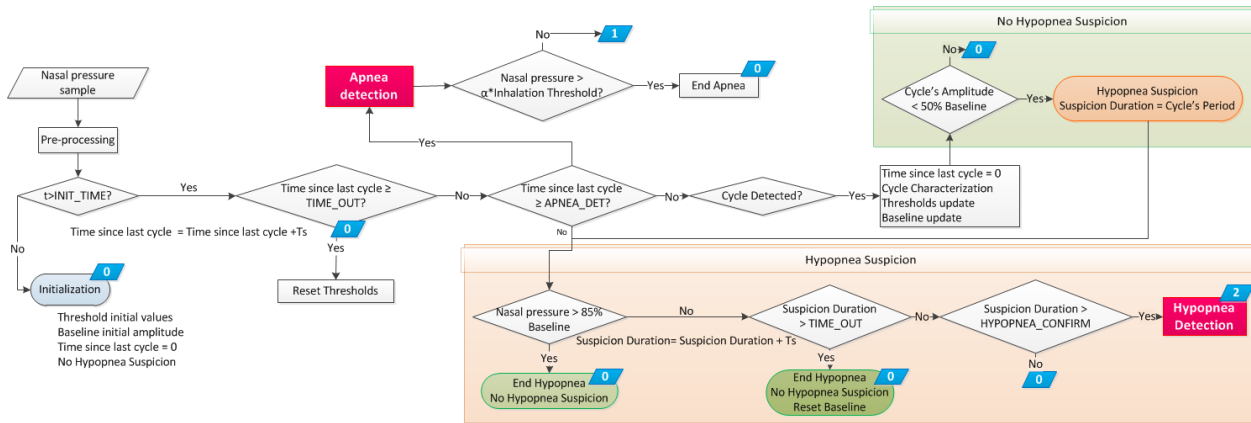 No Hypopnea Suspicion
Nasal pressure
sample
Pre-processing
t>INIT_TIME?
Yes
No
Time since last cycle = Time since last cycle +Ts
0
Initialization
Threshold initial values
Baseline initial amplitude
Time since last cycle = 0
No Hypopnea Suspicion
Time since last cycle ≥
TIME_OUT?
0
Yes
Reset Thresholds
No
Time since last cycle
≥ APNEA_DET?
Yes
Apnea
detection
Nasal pressure >
α*Inhalation Threshold?
No
1
Yes
0
End Apnea
No
Cycle Detected?
Yes
Time since last cycle = 0
Cycle Characterization
Thresholds update
Baseline update
No
0
Cycle's Amplitude
< 50% Baseline
Yes
Hypopnea Suspicion
Suspicion Duration = Cycle's Period
No
Hypopnea Suspicion
Nasal pressure > 85%
Baseline
No
Suspicion Duration= Suspicion Duration + Ts
Yes
0
End Hypopnea
No Hypopnea Suspicion
Suspicion Duration
> TIME_OUT
Yes
0
End Hypopnea
No Hypopnea Suspicion
Reset Baseline
No
Suspicion Duration >
HYPOPNEA_CONFIRM
No
0
Yes
2
Hypopnea
Detection